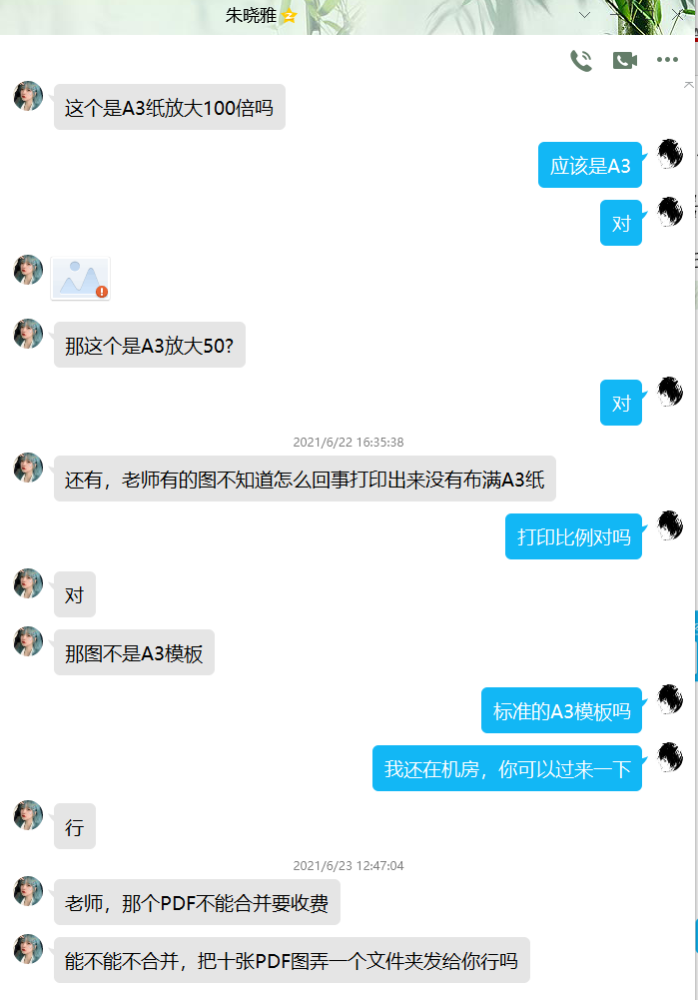 朱晓雅
这个是A3纸放大100倍吗
应该是A3
对
那这个是A3放大50?
对
2021/6/22 16:35:38
还有，老师有的图不知道怎么回事打印出来没有布满A3纸
打印比例对吗
对
那图不是A3模板
标准的A3模板吗
我还在机房，你可以过来一下
行
2021/6/23 12:47:04
老师，那个PDF不能合并要收费
能不能不合并，把十张PDF图弄一个文件夹发给你行吗